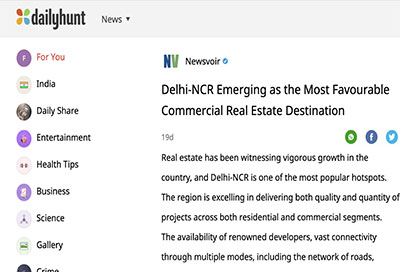 dailyhunt
News
For You
India
Daily Share
Entertainment
Health Tips
Business
Science
Gallery
Crime
F
NV Newsvoir
Delhi-NCR Emerging as the Most Favourable
Commercial Real Estate Destination
19d
Real estate has been witnessing vigorous growth in the
country, and Delhi-NCR is one of the most popular hotspots.
The region is excelling in delivering both quality and quantity of
projects across both residential and commercial segments.
The availability of renowned developers, vast connectivity
through multiple modes, including the network of roads,